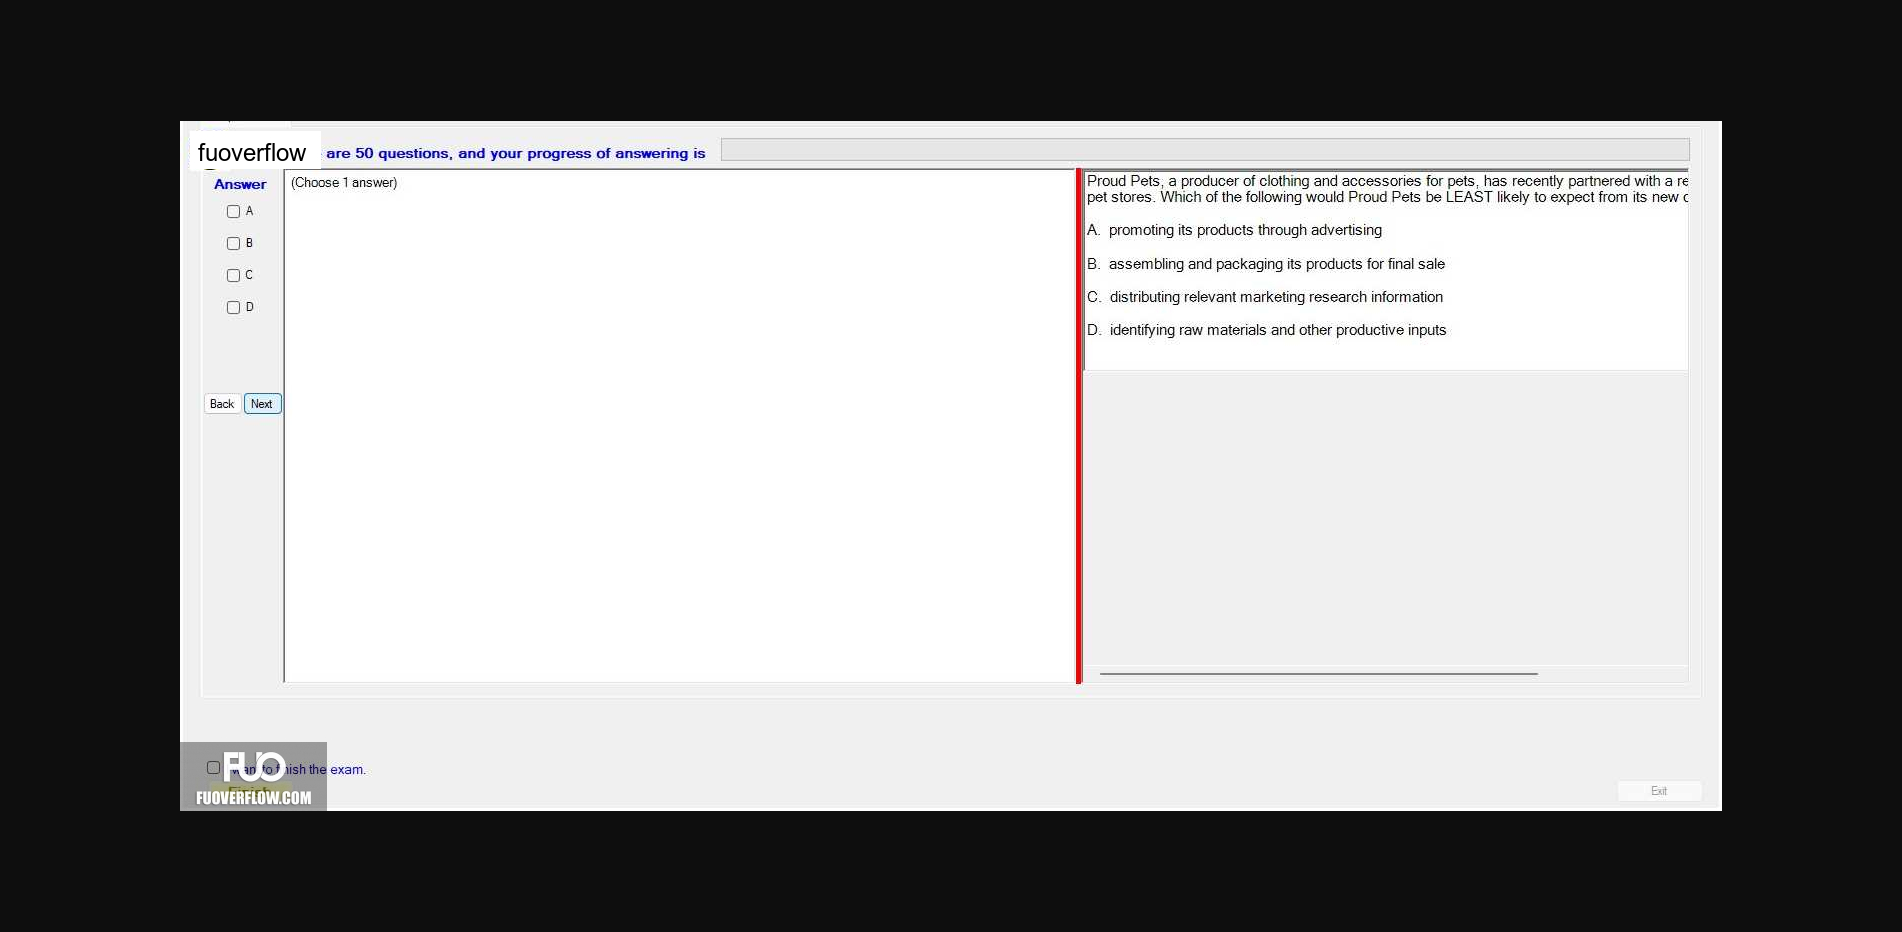 fuoverflow are 50 questions, and your progress of answering is
Answer
(Choose 1 answer)
A
B
C
D
Back Next
Proud Pets, a producer of clothing and accessories for pets, has recently partnered with a re
pet stores. Which of the following would Proud Pets be LEAST likely to expect from its new c
A. promoting its products through advertising
B. assembling and packaging its products for final sale
C. distributing relevant marketing research information
D. identifying raw materials and other productive inputs
want to finish the exam.
Finish
FUO
FUOVERFLOW.COM
Exit